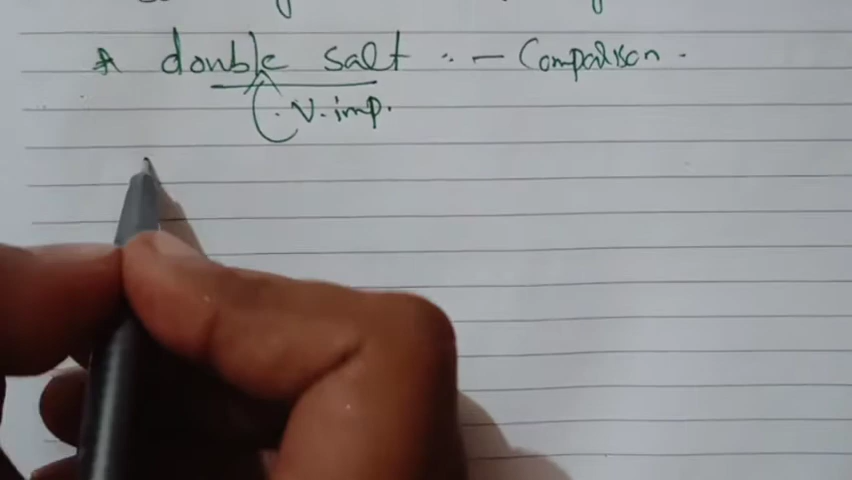 * double salt :- Comparison.
V. imp.